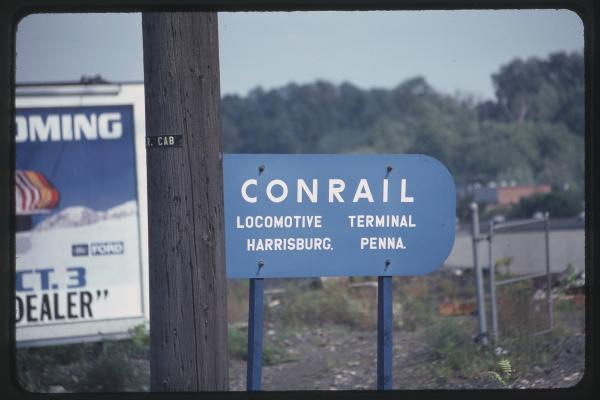 OMING
R. CAB
CONRAIL
LOCOMOTIVE TERMINAL
HARRISBURG, PENNA.
FORD
CT. 3
DEALER"